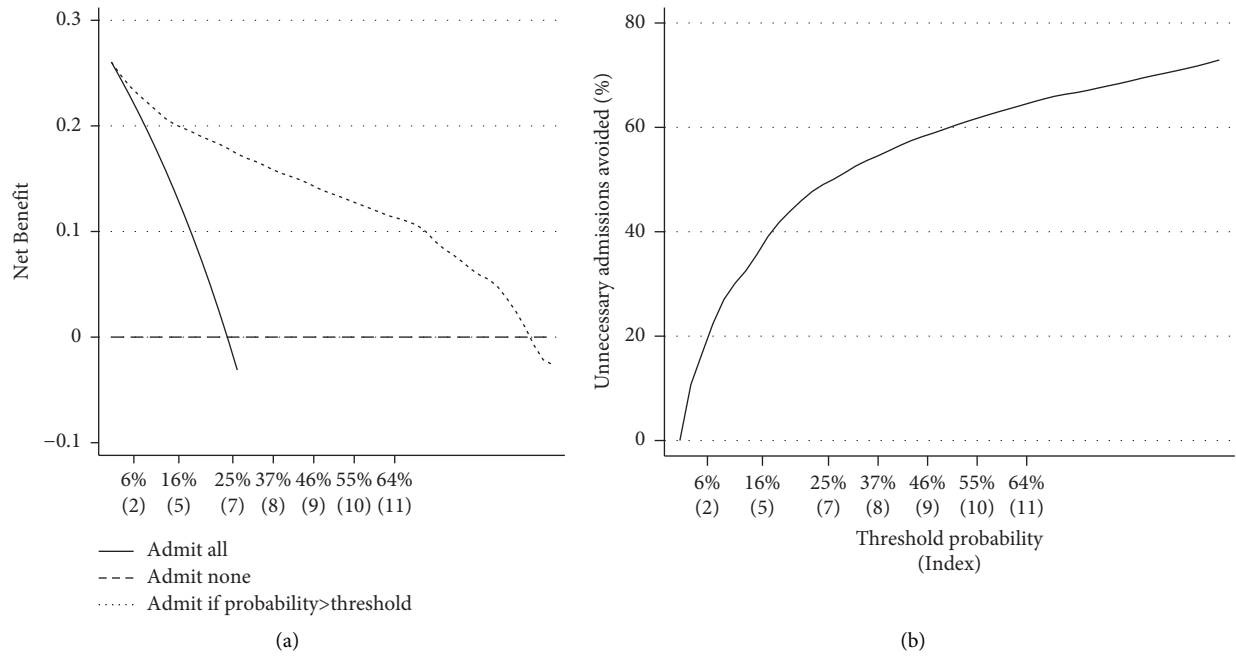 Net Benefit
0.3
0.2
0.1
0
−0.1
6% 16% 25% 37% 46% 55% 64%
(2) (5) (7) (8) (9) (10) (11)
Admit all
Admit none
Admit if probability>threshold
(a)
Unnecessary admissions avoided (%)
80
60
40
20
0
6% 16% 25% 37% 46% 55% 64%
(2) (5) (7) (8) (9) (10) (11)
Threshold probability
(Index)
(b)